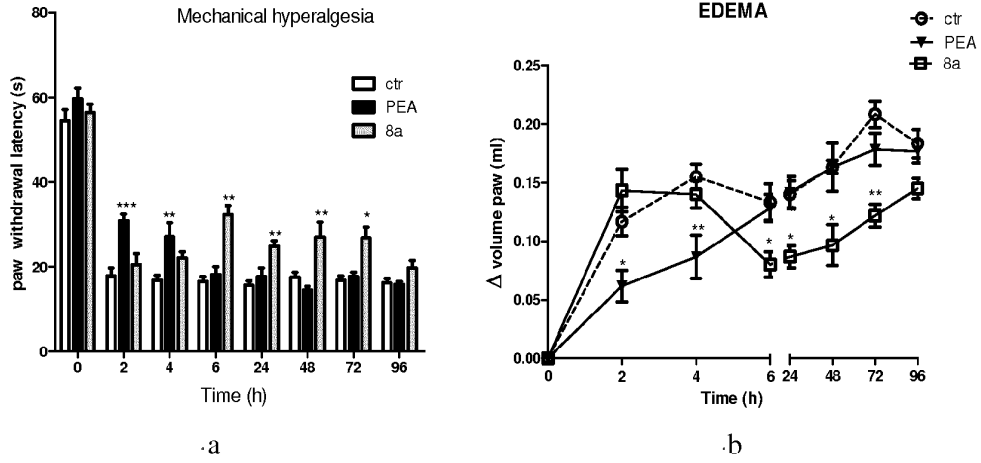 Mechanical hyperalgesia
80
60
40
20
0
paw withdrawal latency (s)
ctr
PEA
8a
***
**
**
**
**
*
0 2 4 6 24 48 72 96
Time (h)
.a
EDEMA
ctr
PEA
8a
0.25
0.20
0.15
0.10
0.05
0.00
Δ volume paw (ml)
*
**
*
*
*
**
0 2 4 6 24 48 72 96
Time (h)
.b